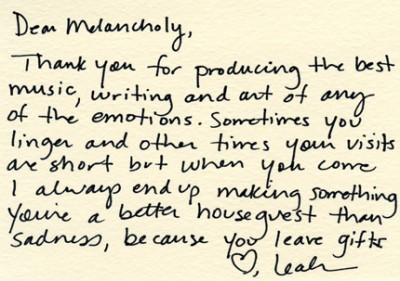 Dear Melancholy,
Thank you for producing the best
music, writing and art of any
of the emotions. Sometimes you
linger and other times your visits
are short but when you come
I always end up making something
You're a better houseguest than
sadness, because you leave gifts
♡, Leah